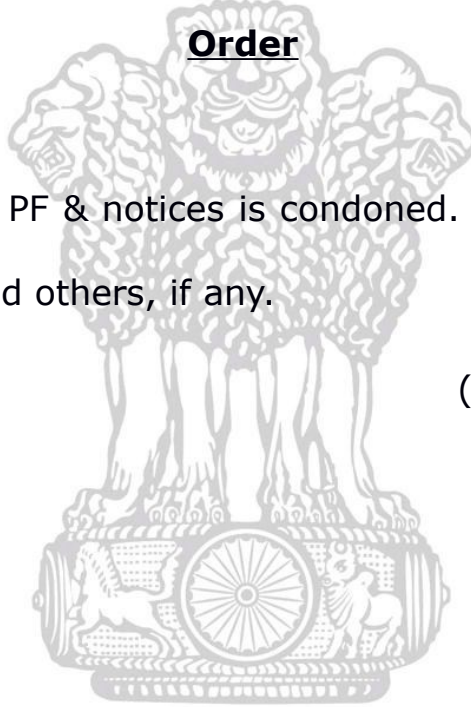 Order
PF & notices is condoned.
d others, if any.
(